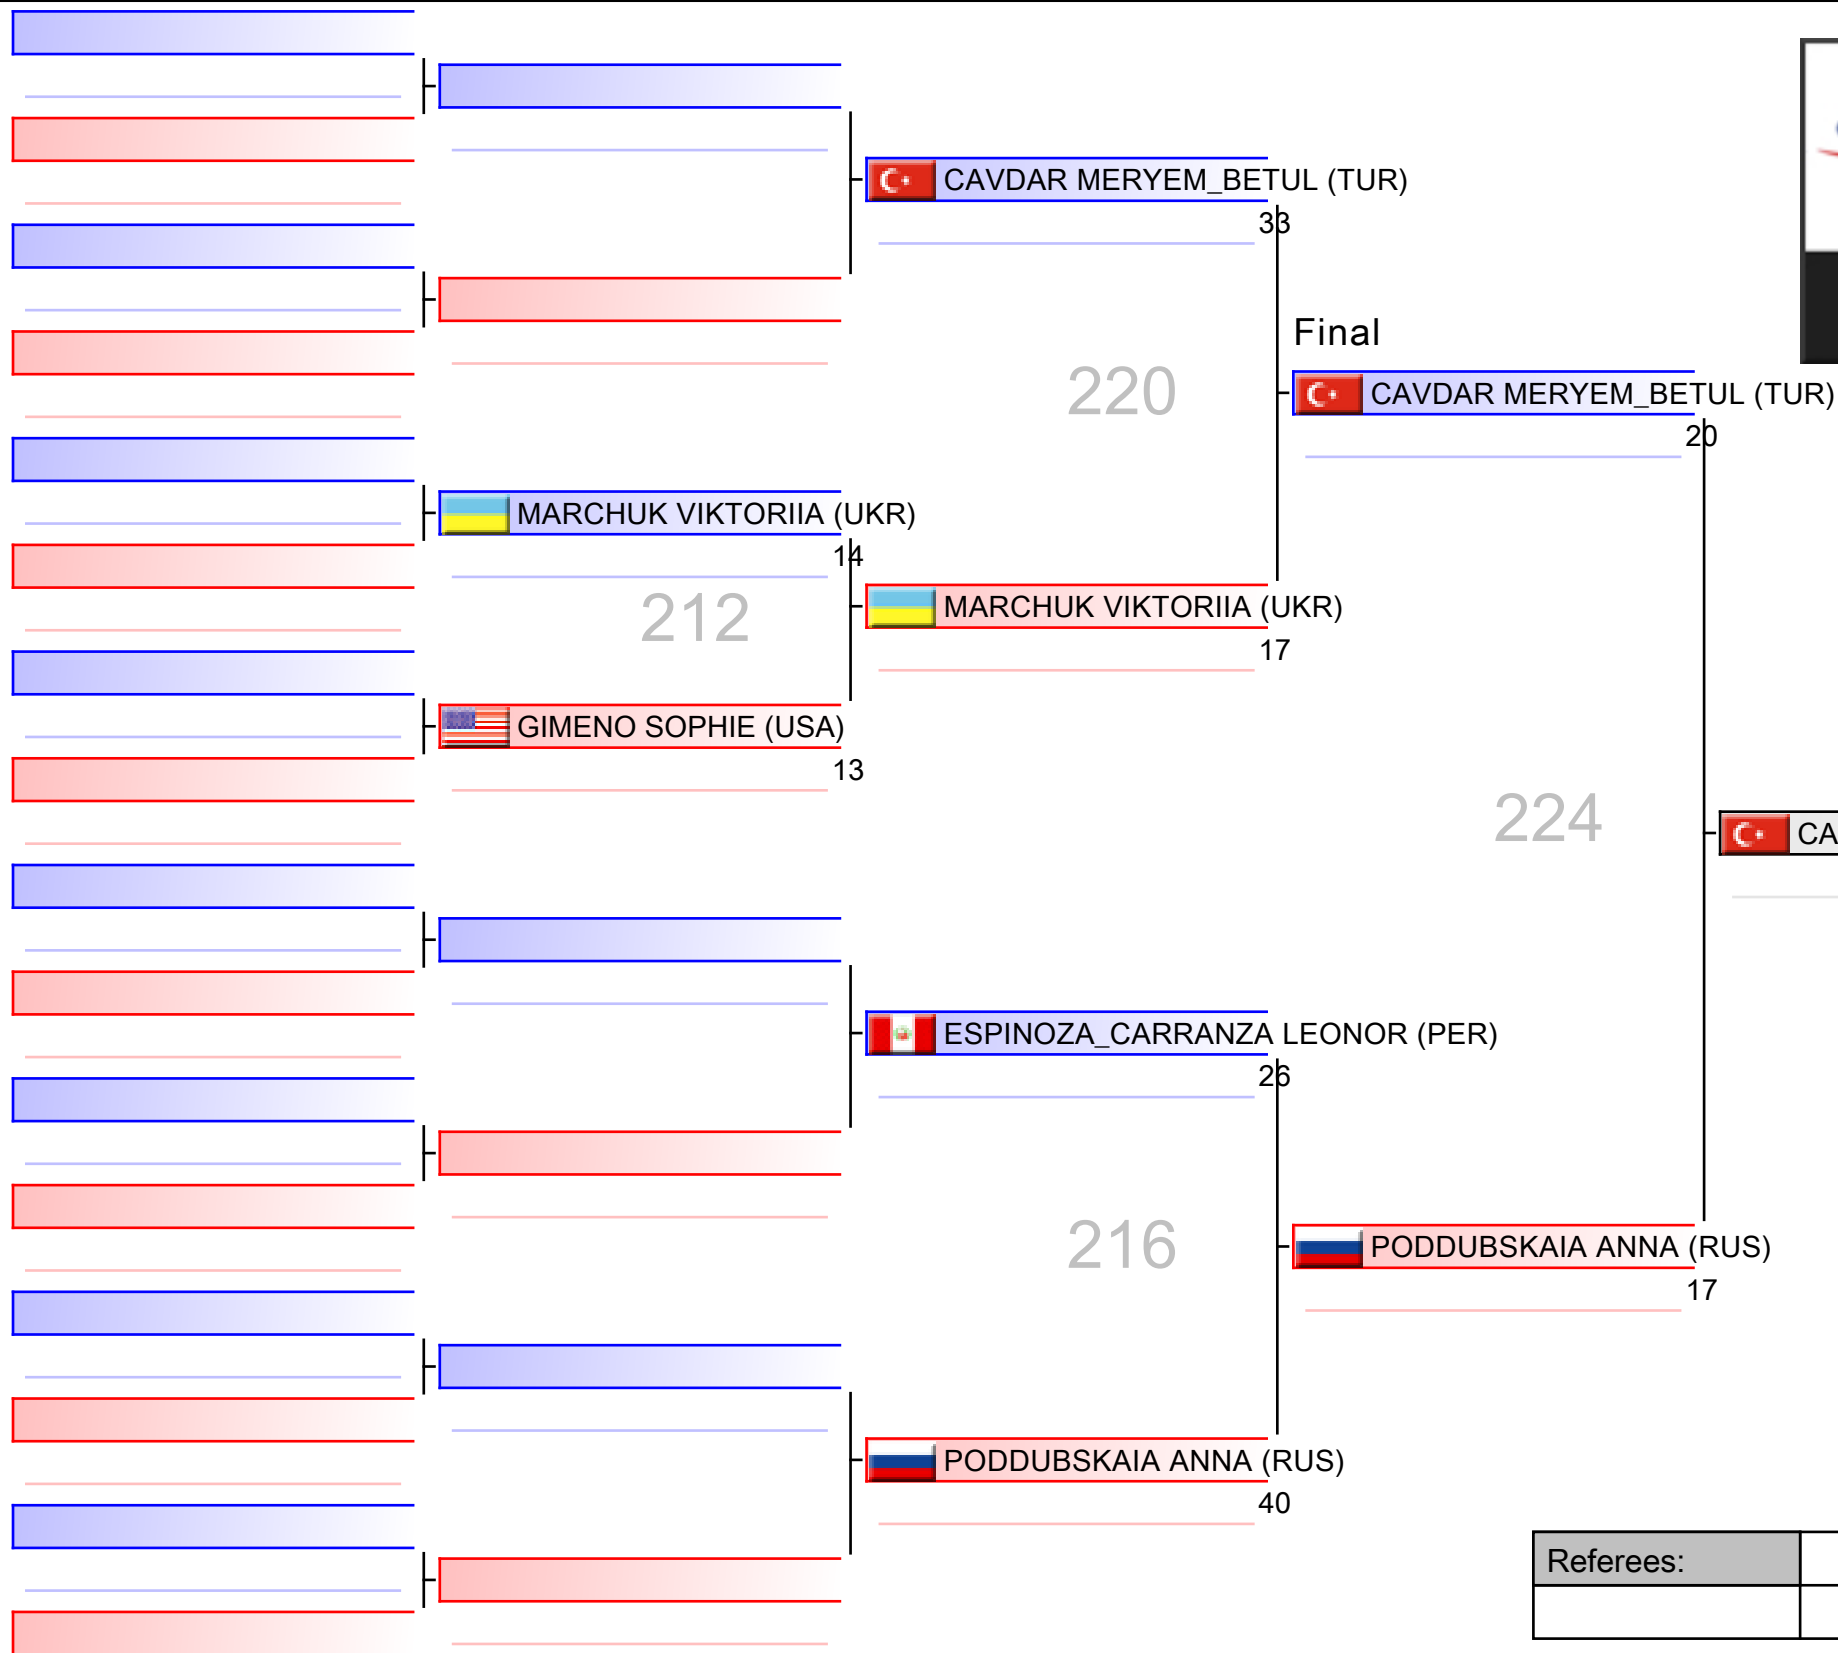 CAVDAR MERYEM_BETUL (TUR)
33
Final
220
CAVDAR MERYEM_BETUL (TUR)
20
MARCHUK VIKTORIIA (UKR)
14
212
MARCHUK VIKTORIIA (UKR)
17
GIMENO SOPHIE (USA)
13
224
CA
ESPINOZA_CARRANZA LEONOR (PER)
26
216
PODDUBSKAIA ANNA (RUS)
17
PODDUBSKAIA ANNA (RUS)
40
Referees: